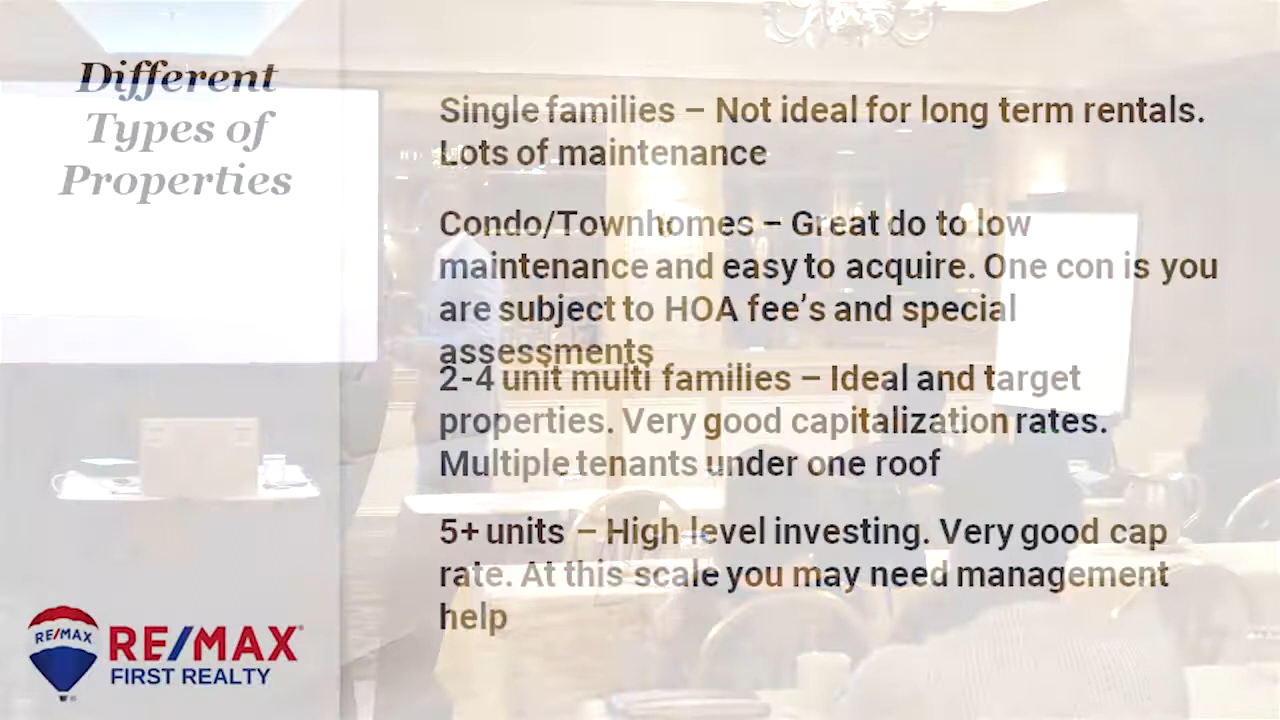 Different
Types of
Properties
Single families – Not ideal for long term rentals.
Lots of maintenance
Condo/Townhomes – Great do to low
maintenance and easy to acquire. One con is you
are subject to HOA fee’s and special
assessments
2-4 unit multi families – Ideal and target
properties. Very good capitalization rates.
Multiple tenants under one roof
5+ units – High level investing. Very good cap
rate. At this scale you may need management
help
RE/MAX
RE/MAX
FIRST REALTY